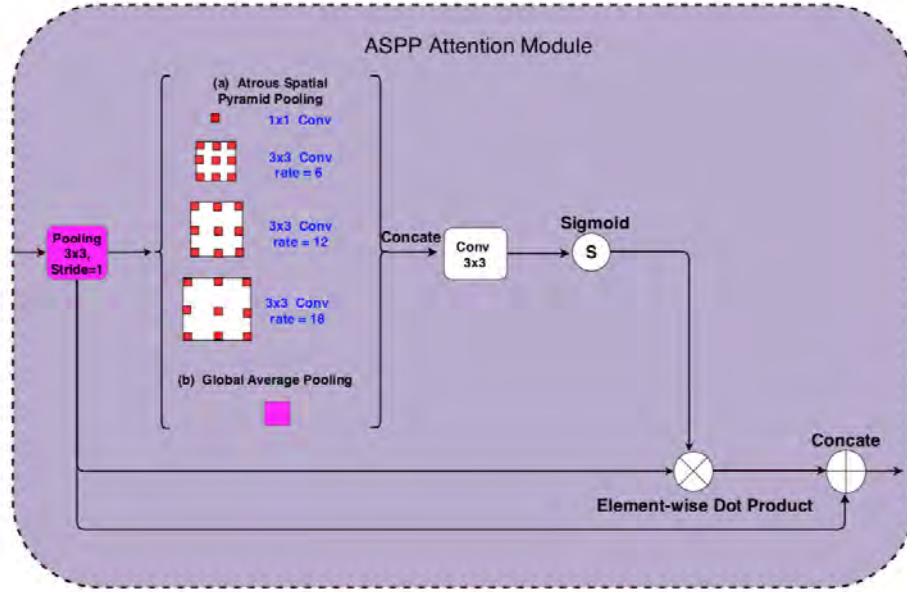 ASPP Attention Module
(a) Atrous Spatial
Pyramid Pooling
1x1 Conv
3x3 Conv
rate = 6
3x3 Conv
rate = 12
3x3 Conv
rate = 18
(b) Global Average Pooling
Pooling
3x3,
Stride=1
Concate
Conv
3x3
Sigmoid
S
Element-wise Dot Product
Concate